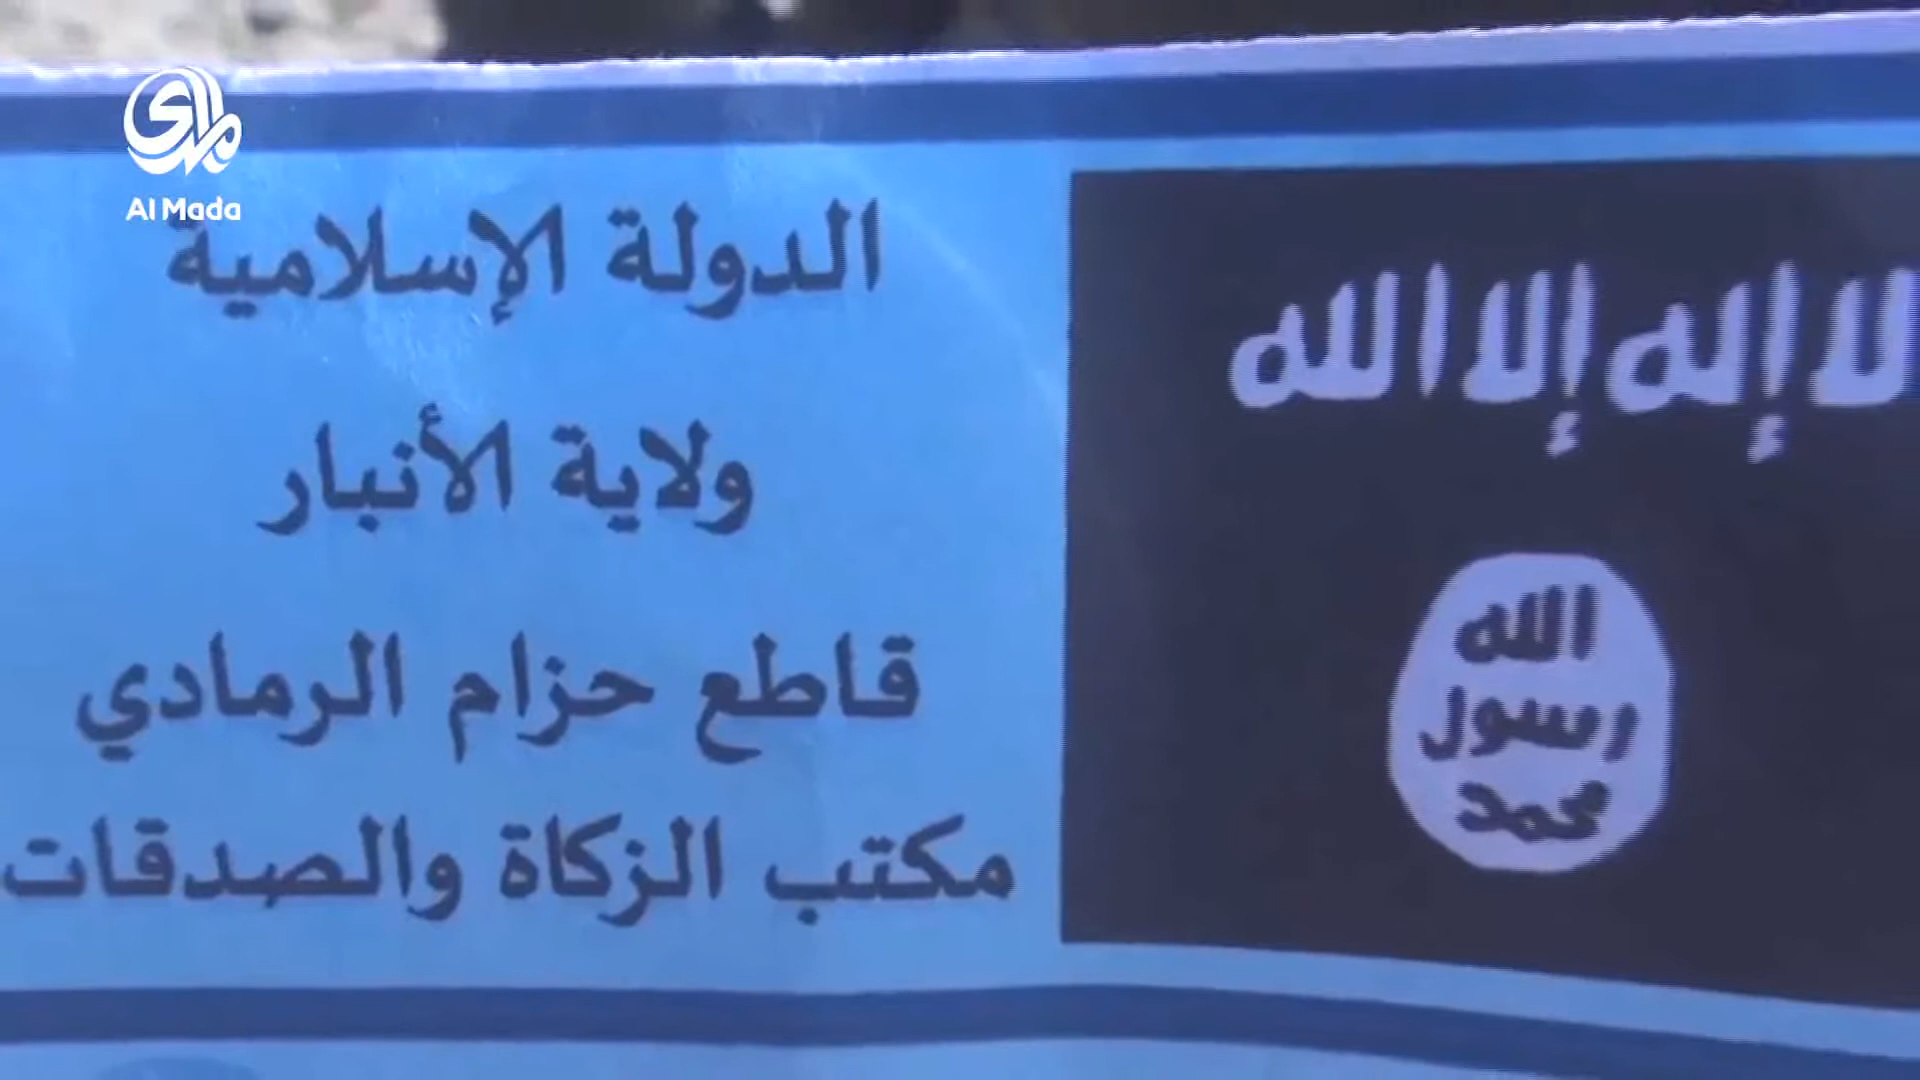 مدى
Al Mada
الدولة الإسلامية
ولاية الأنبار
قاطع حزام الرمادي
مكتب الزكاة والصدقات
لا إله إلا الله
الله
رسول
محمد